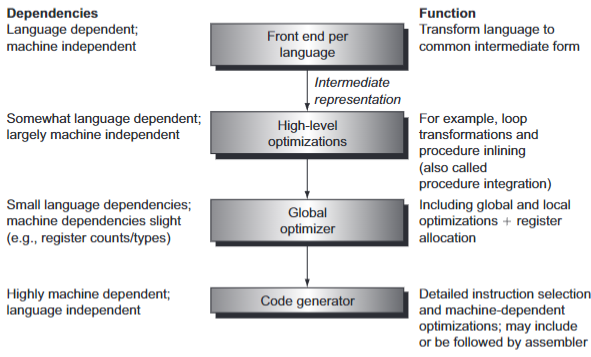 Dependencies
Language dependent;
machine independent
Front end per
language
Function
Transform language to
common intermediate form
Intermediate
representation
Somewhat language dependent;
largely machine independent
High-level
optimizations
For example, loop
transformations and
procedure inlining
(also called
procedure integration)
Small language dependencies;
machine dependencies slight
(e.g., register counts/types)
Global
optimizer
Including global and local
optimizations + register
allocation
Highly machine dependent;
language independent
Code generator
Detailed instruction selection
and machine-dependent
optimizations; may include
or be followed by assembler